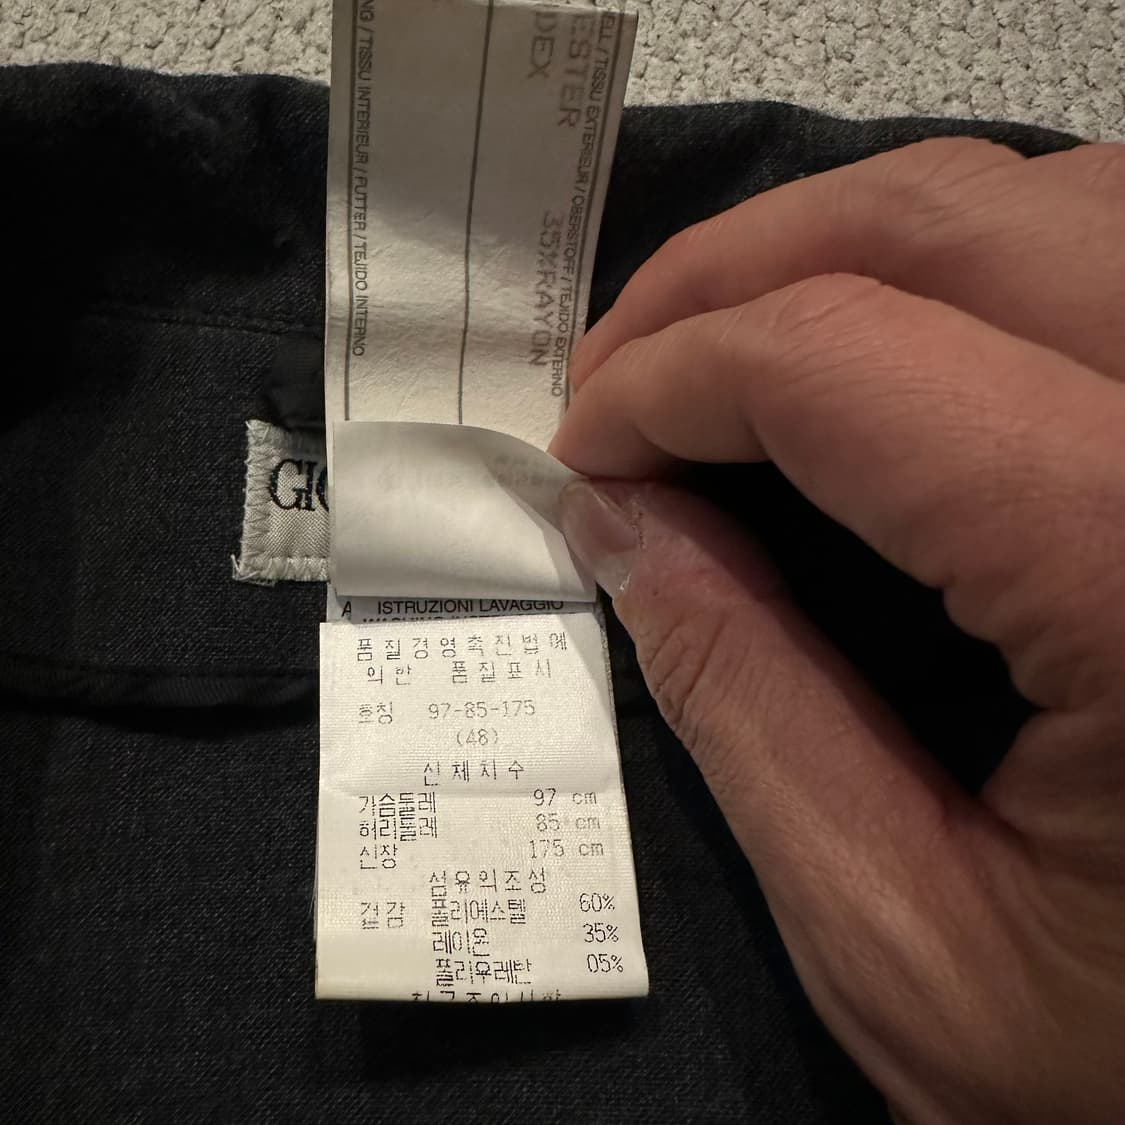 NG / TISSU INTERIEUR / FUTTER / TEJIDO INTERNO
ELL / TISSU EXTERIEUR / OBERSTOFF / TEJIDO EXTERNO
ESTER 35%RAYON
DEX
GIO
A ISTRUZIONI LAVAGGIO
품질경영촉진법에
의반 품질표시
호칭 97-85-175
(48)
신체치수
가슴둘레 97 cm
허리둘레 85 cm
신장 175 cm
섬유의조성
겉감 폴리에스텔 60%
레이온 35%
폴리우레탄 05%